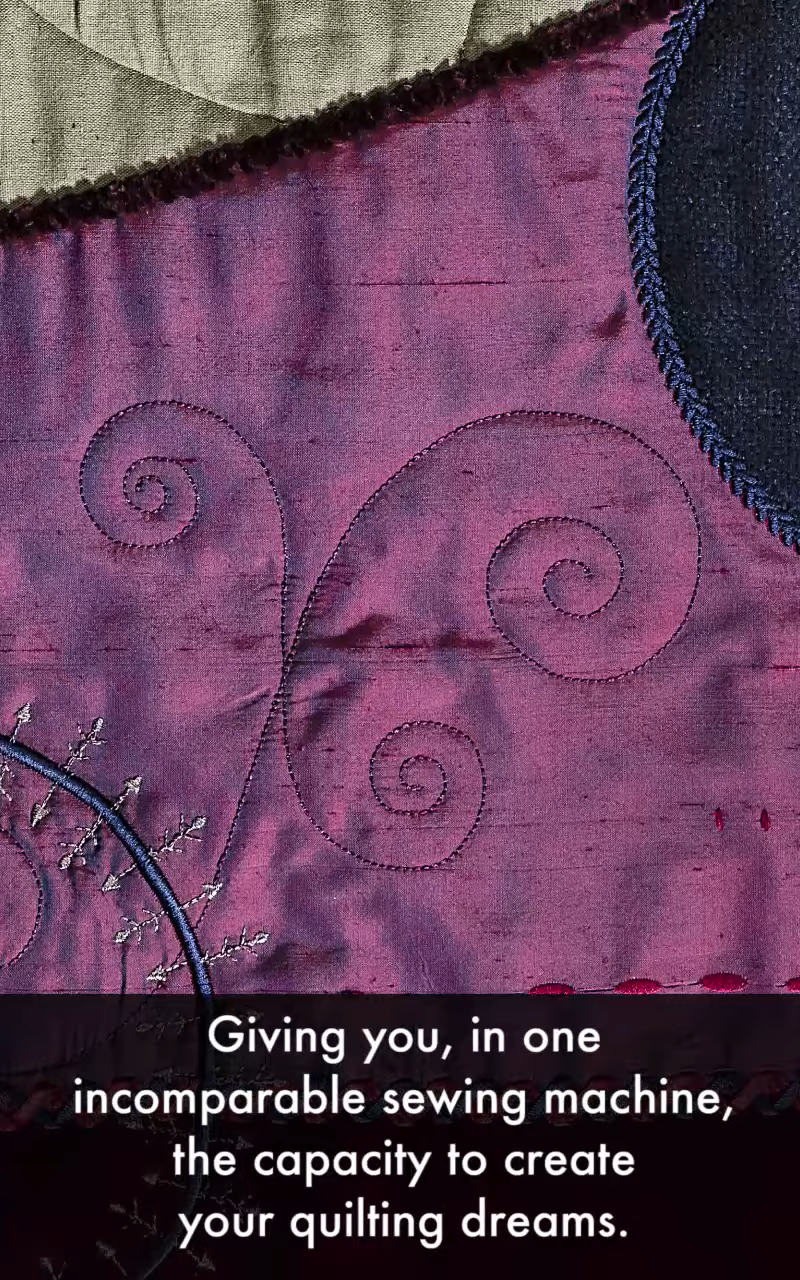 Giving you, in one
incomparable sewing machine,
the capacity to create
your quilting dreams.